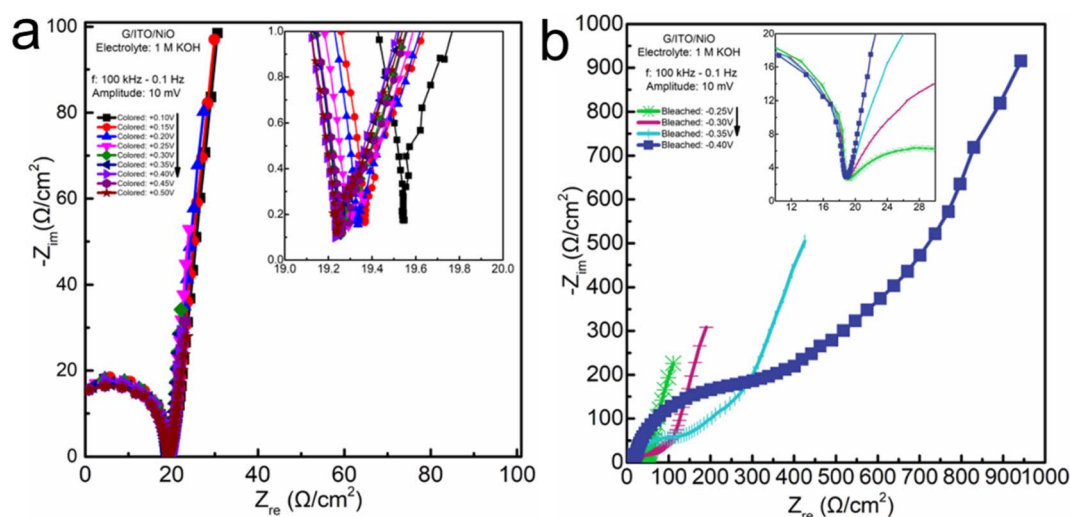 a
G/ITO/NiO
Electrolyte: 1 M KOH
f: 100 kHz - 0.1 Hz
Amplitude: 10 mV
Colored: +0.10V
Colored: +0.15V
Colored: +0.20V
Colored: +0.25V
Colored: +0.30V
Colored: +0.35V
Colored: +0.40V
Colored: +0.45V
Colored: +0.50V
-Zim(Ω/cm²)
100
80
60
40
20
0
0 20 40 60 80 100
Zre (Ω/cm²)
1.0
0.8
0.6
0.4
0.2
0.0
19.0 19.2 19.4 19.6 19.8 20.0
b
G/ITO/NiO
Electrolyte: 1 M KOH
f: 100 kHz - 0.1 Hz
Amplitude: 10 mV
Bleached: -0.25V
Bleached: -0.30V
Bleached: -0.35V
Bleached: -0.40V
-Zim(Ω/cm²)
1000
900
800
700
600
500
400
300
200
100
0
0 100 200 300 400 500 600 700 800 900 1000
Zre (Ω/cm²)
20
16
12
8
4
0
12 16 20 24 28